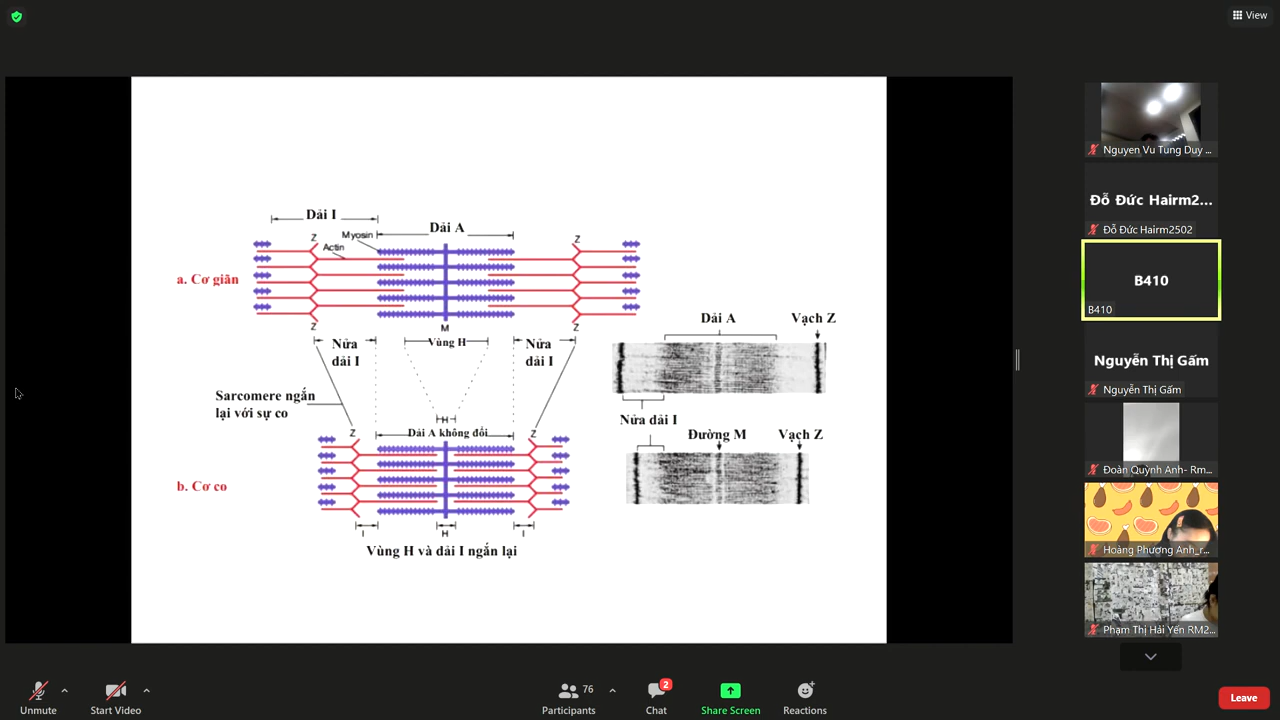 View
Dải I
Dải A
Z
Myosin
Z
Actin
a. Cơ giãn
Z
M
Z
Nửa
dải I
Vùng H
Nửa
dải I
Sarcomere ngắn
lại với sự co
H
Z
Dải A không đổi
Z
b. Cơ co
I
H
I
Vùng H và dải I ngắn lại
Dải A
Vạch Z
Nửa dải I
Đường M
Vạch Z
Nguyen Vu Tung Duy ...
Đỗ Đức Hairm2...
Đỗ Đức Hairm2502
B410
B410
Nguyễn Thị Gấm
Nguyễn Thị Gấm
Đoàn Quỳnh Anh- Rm...
Hoàng Phương Anh_r...
Phạm Thị Hải Yến RM2...
Unmute
Start Video
76
Participants
2
Chat
Share Screen
Reactions
Leave